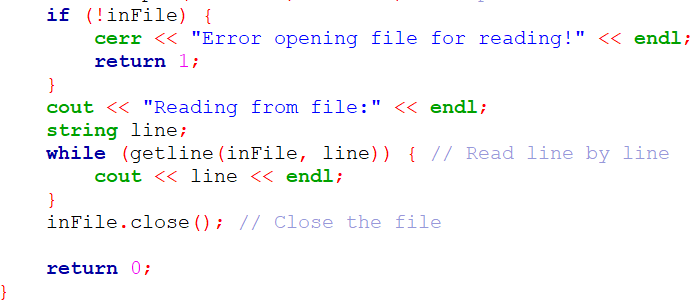 if (!inFile) {
cerr << "Error opening file for reading!" << endl;
return 1;
}
cout << "Reading from file:" << endl;
string line;
while (getline(inFile, line)) { // Read line by line
cout << line << endl;
}
inFile.close(); // Close the file
return 0;
}